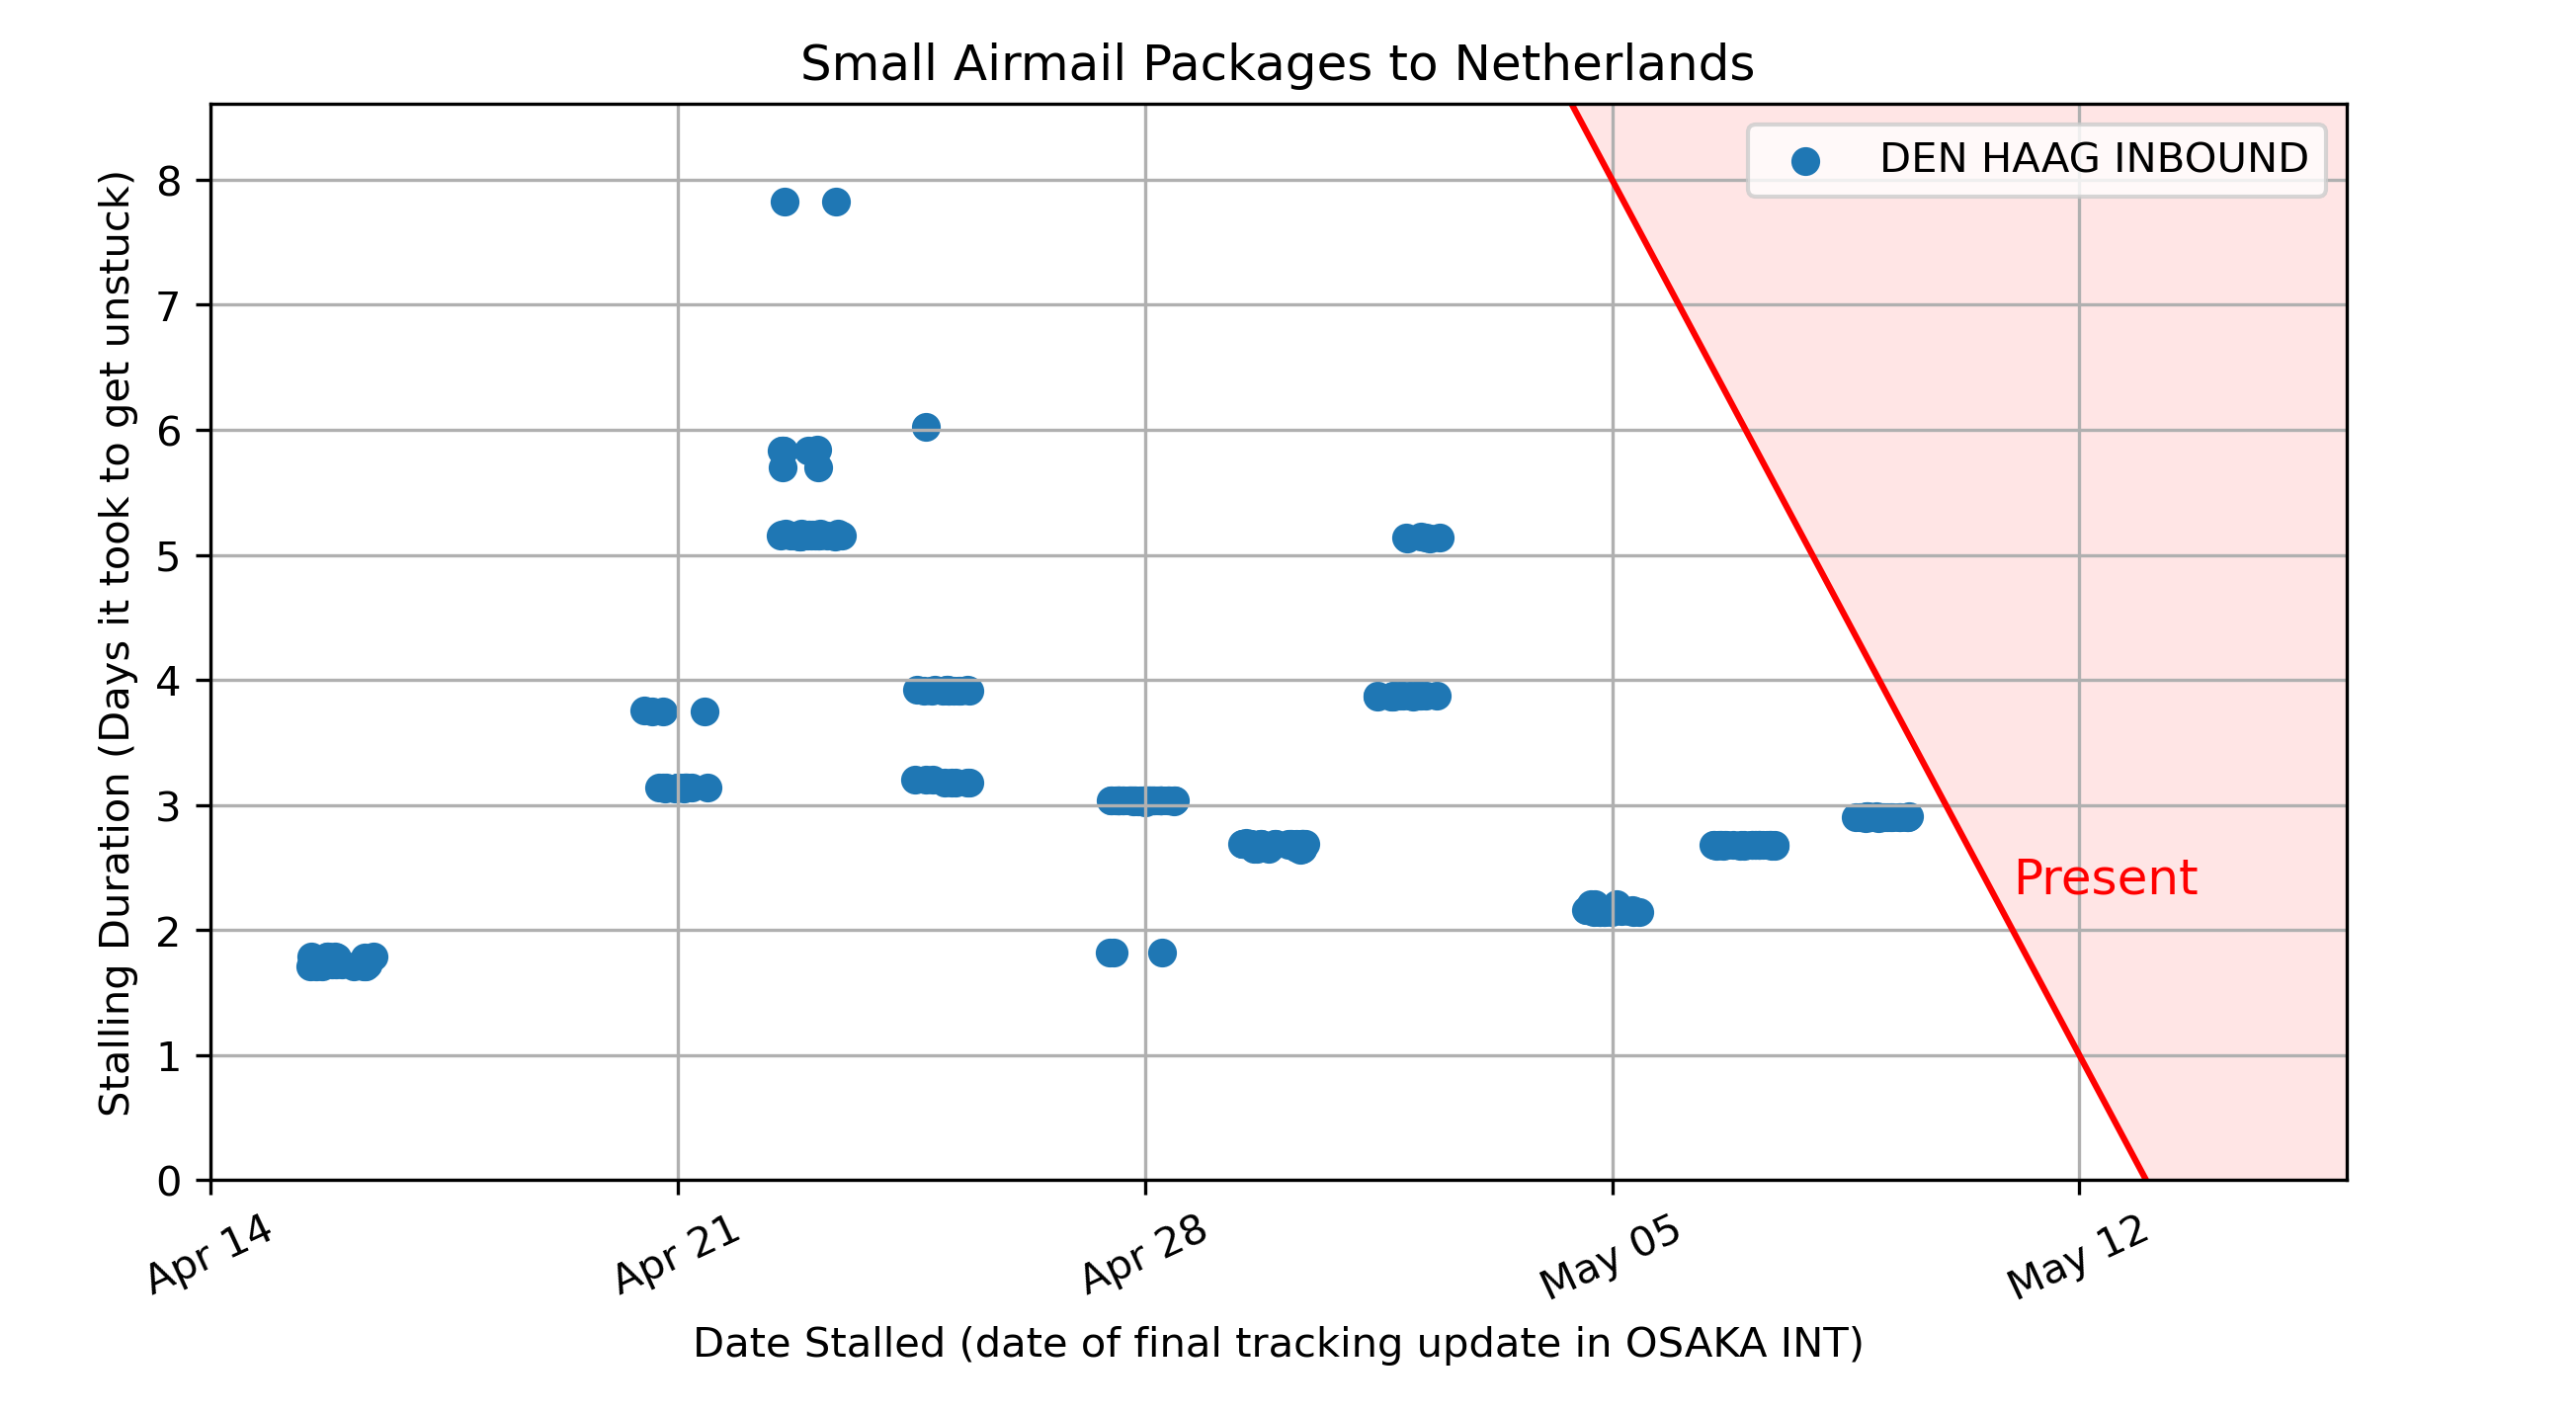 Small Airmail Packages to Netherlands
DEN HAAG INBOUND
Stalling Duration (Days it took to get unstuck)
8
7
6
5
4
3
2
1
0
Present
Apr 14
Apr 21
Apr 28
May 05
May 12
Date Stalled (date of final tracking update in OSAKA INT)